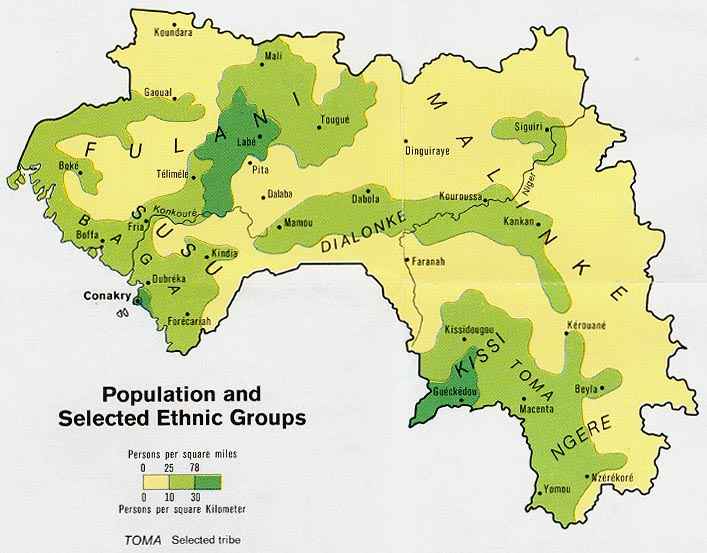 Koundara
Mali
Gaoual
Tougué
Siguiri
FULANI
MALINKE
Labé
Dinguiraye
Pita
Boké
Télimélé
Niger
Dalaba
Dabola
Kouroussa
Konkouré
BAGA
SUSU
Fria
Mamou
DIALONKE
Kankan
Boffa
Kindia
Faranah
Dubréka
Conakry
Forécariah
Kissidougou
Kérouané
KISSI
TOMA
Guéckédou
Macenta
Beyla
NGERE
Nzérékoré
Yomou
Population and
Selected Ethnic Groups
Persons per square miles
0 25 78
0 10 30
Persons per square Kilometer
TOMA Selected tribe